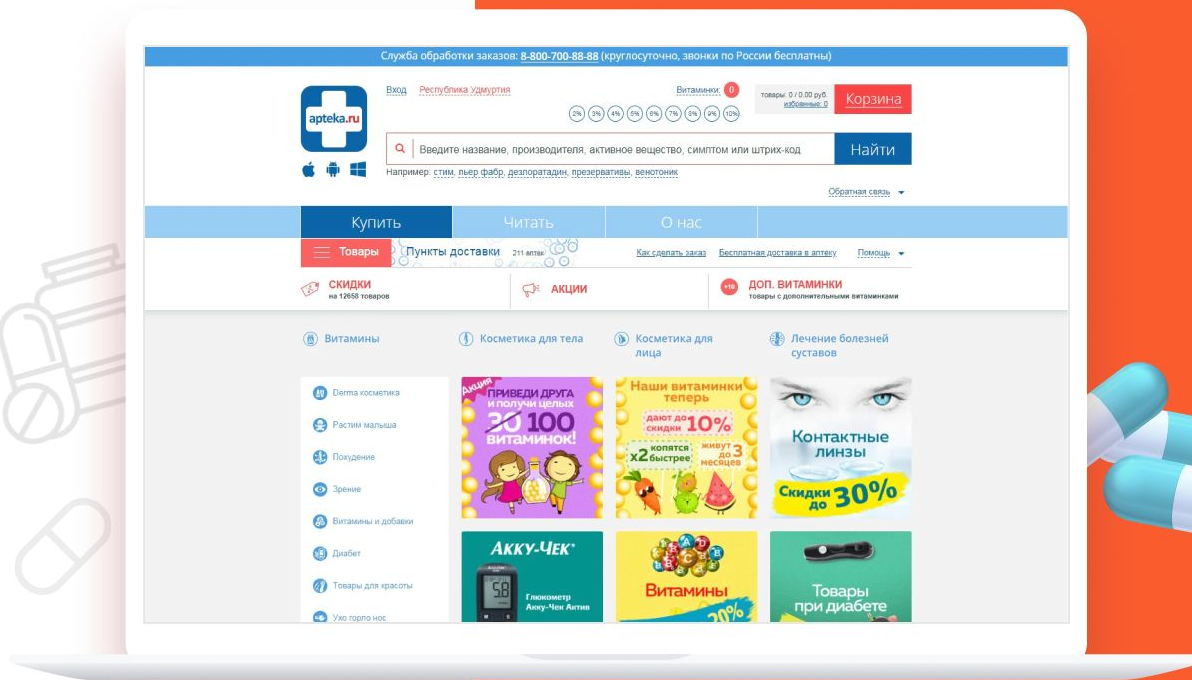 Служба обработки заказов: 8-800-700-88-88 (круглосуточно, звонки по России бесплатны)
apteka.ru
Вход Республика Удмуртия
Витаминки: 0
товары: 0 / 0.00 руб.
избранные: 0
Корзина
2% 3% 4% 5% 6% 7% 8% 9% 10%
Введите название, производителя, активное вещество, симптом или штрих-код
Найти
Например: стим, пьер фабр, дезлоратадин, презервативы, венотоник
Обратная связь
Купить Читать О нас
Товары Пункты доставки 211 аптек Как сделать заказ Бесплатная доставка в аптеку Помощь
СКИДКИ
на 12658 товаров
АКЦИИ
+10 ДОП. ВИТАМИНКИ
товары с дополнительными витаминками
Витамины
Косметика для тела
Косметика для
лица
Лечение болезней
суставов
Derma косметика
Растим малыша
Похудение
Зрение
Витамины и добавки
Диабет
Товары для красоты
Ухо горло нос
Акция
ПРИВЕДИ ДРУГА
и получи целых
30 100
ВИТАМИНОК!
Наши витаминки
теперь
дают до
скидки 10%
x2 копятся
быстрее
живут
до 3
месяцев
Контактные
линзы
Скидки
до 30%
АККУ-ЧЕК®
5.8
Глюкометр
Акку-Чек Актив
Витамины
20%
Товары
при диабете